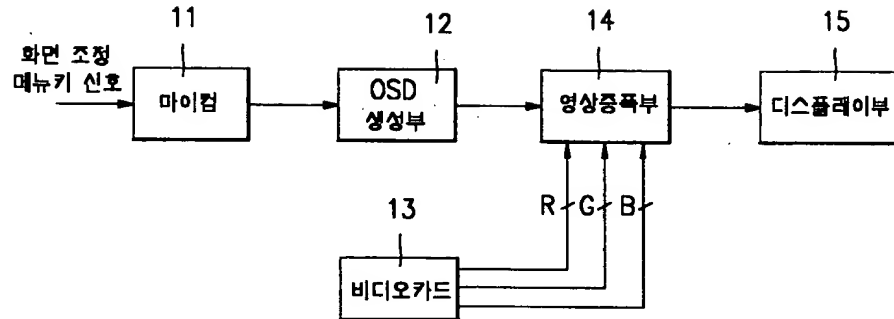 11
12
14
15
화면 조정
메뉴키 신호
마이컴
OSD
생성부
영상증폭부
디스플레이부
R
G
B
13
비디오카드